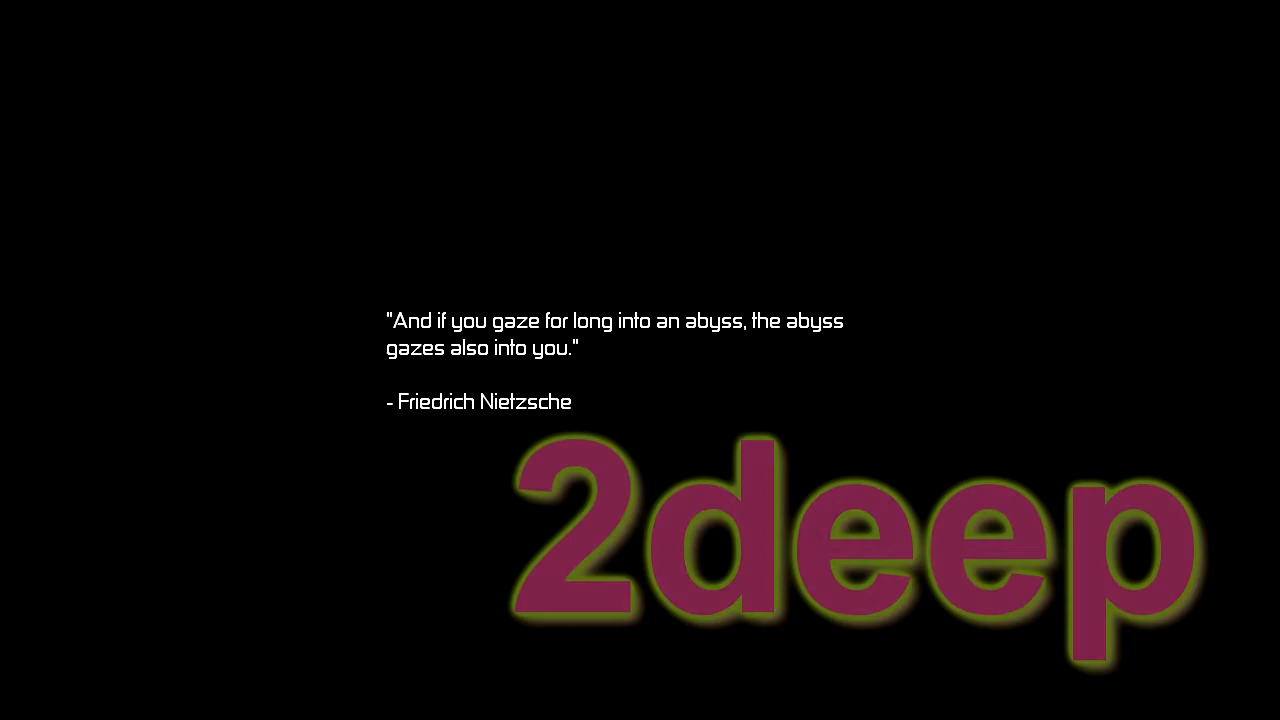 "And if you gaze for long into an abyss, the abyss
gazes also into you."
- Friedrich Nietzsche
2deep